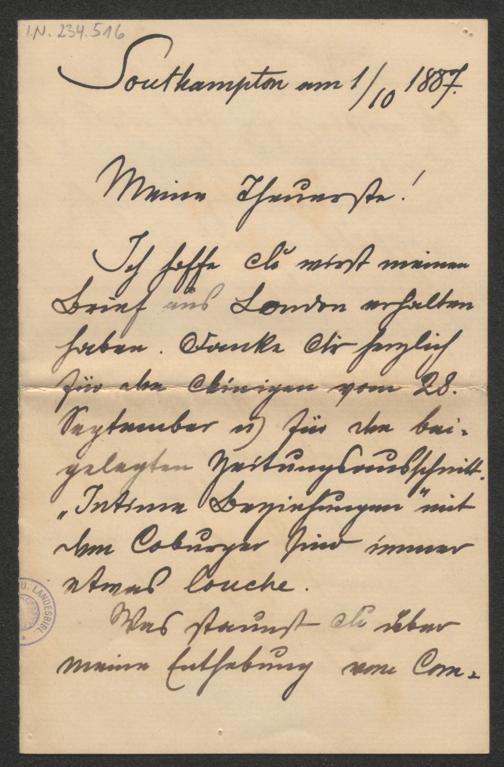 I.N. 234.516
Southampton am 1/10 1887.
Meine Theuerste!
Ich hoffe Du wirst meinen
Brief aus London erhalten
haben. Danke Dir herzlich
für den Deinigen vom 28.
September u) für den bei-
gelegten Zeitungsausschnitt.
„Intime Beziehungen" mit
dem Coburger sind immer
etwas louche.
Was staunst Du über
meine Enthebung vom Com-
U. LANDESBIBL